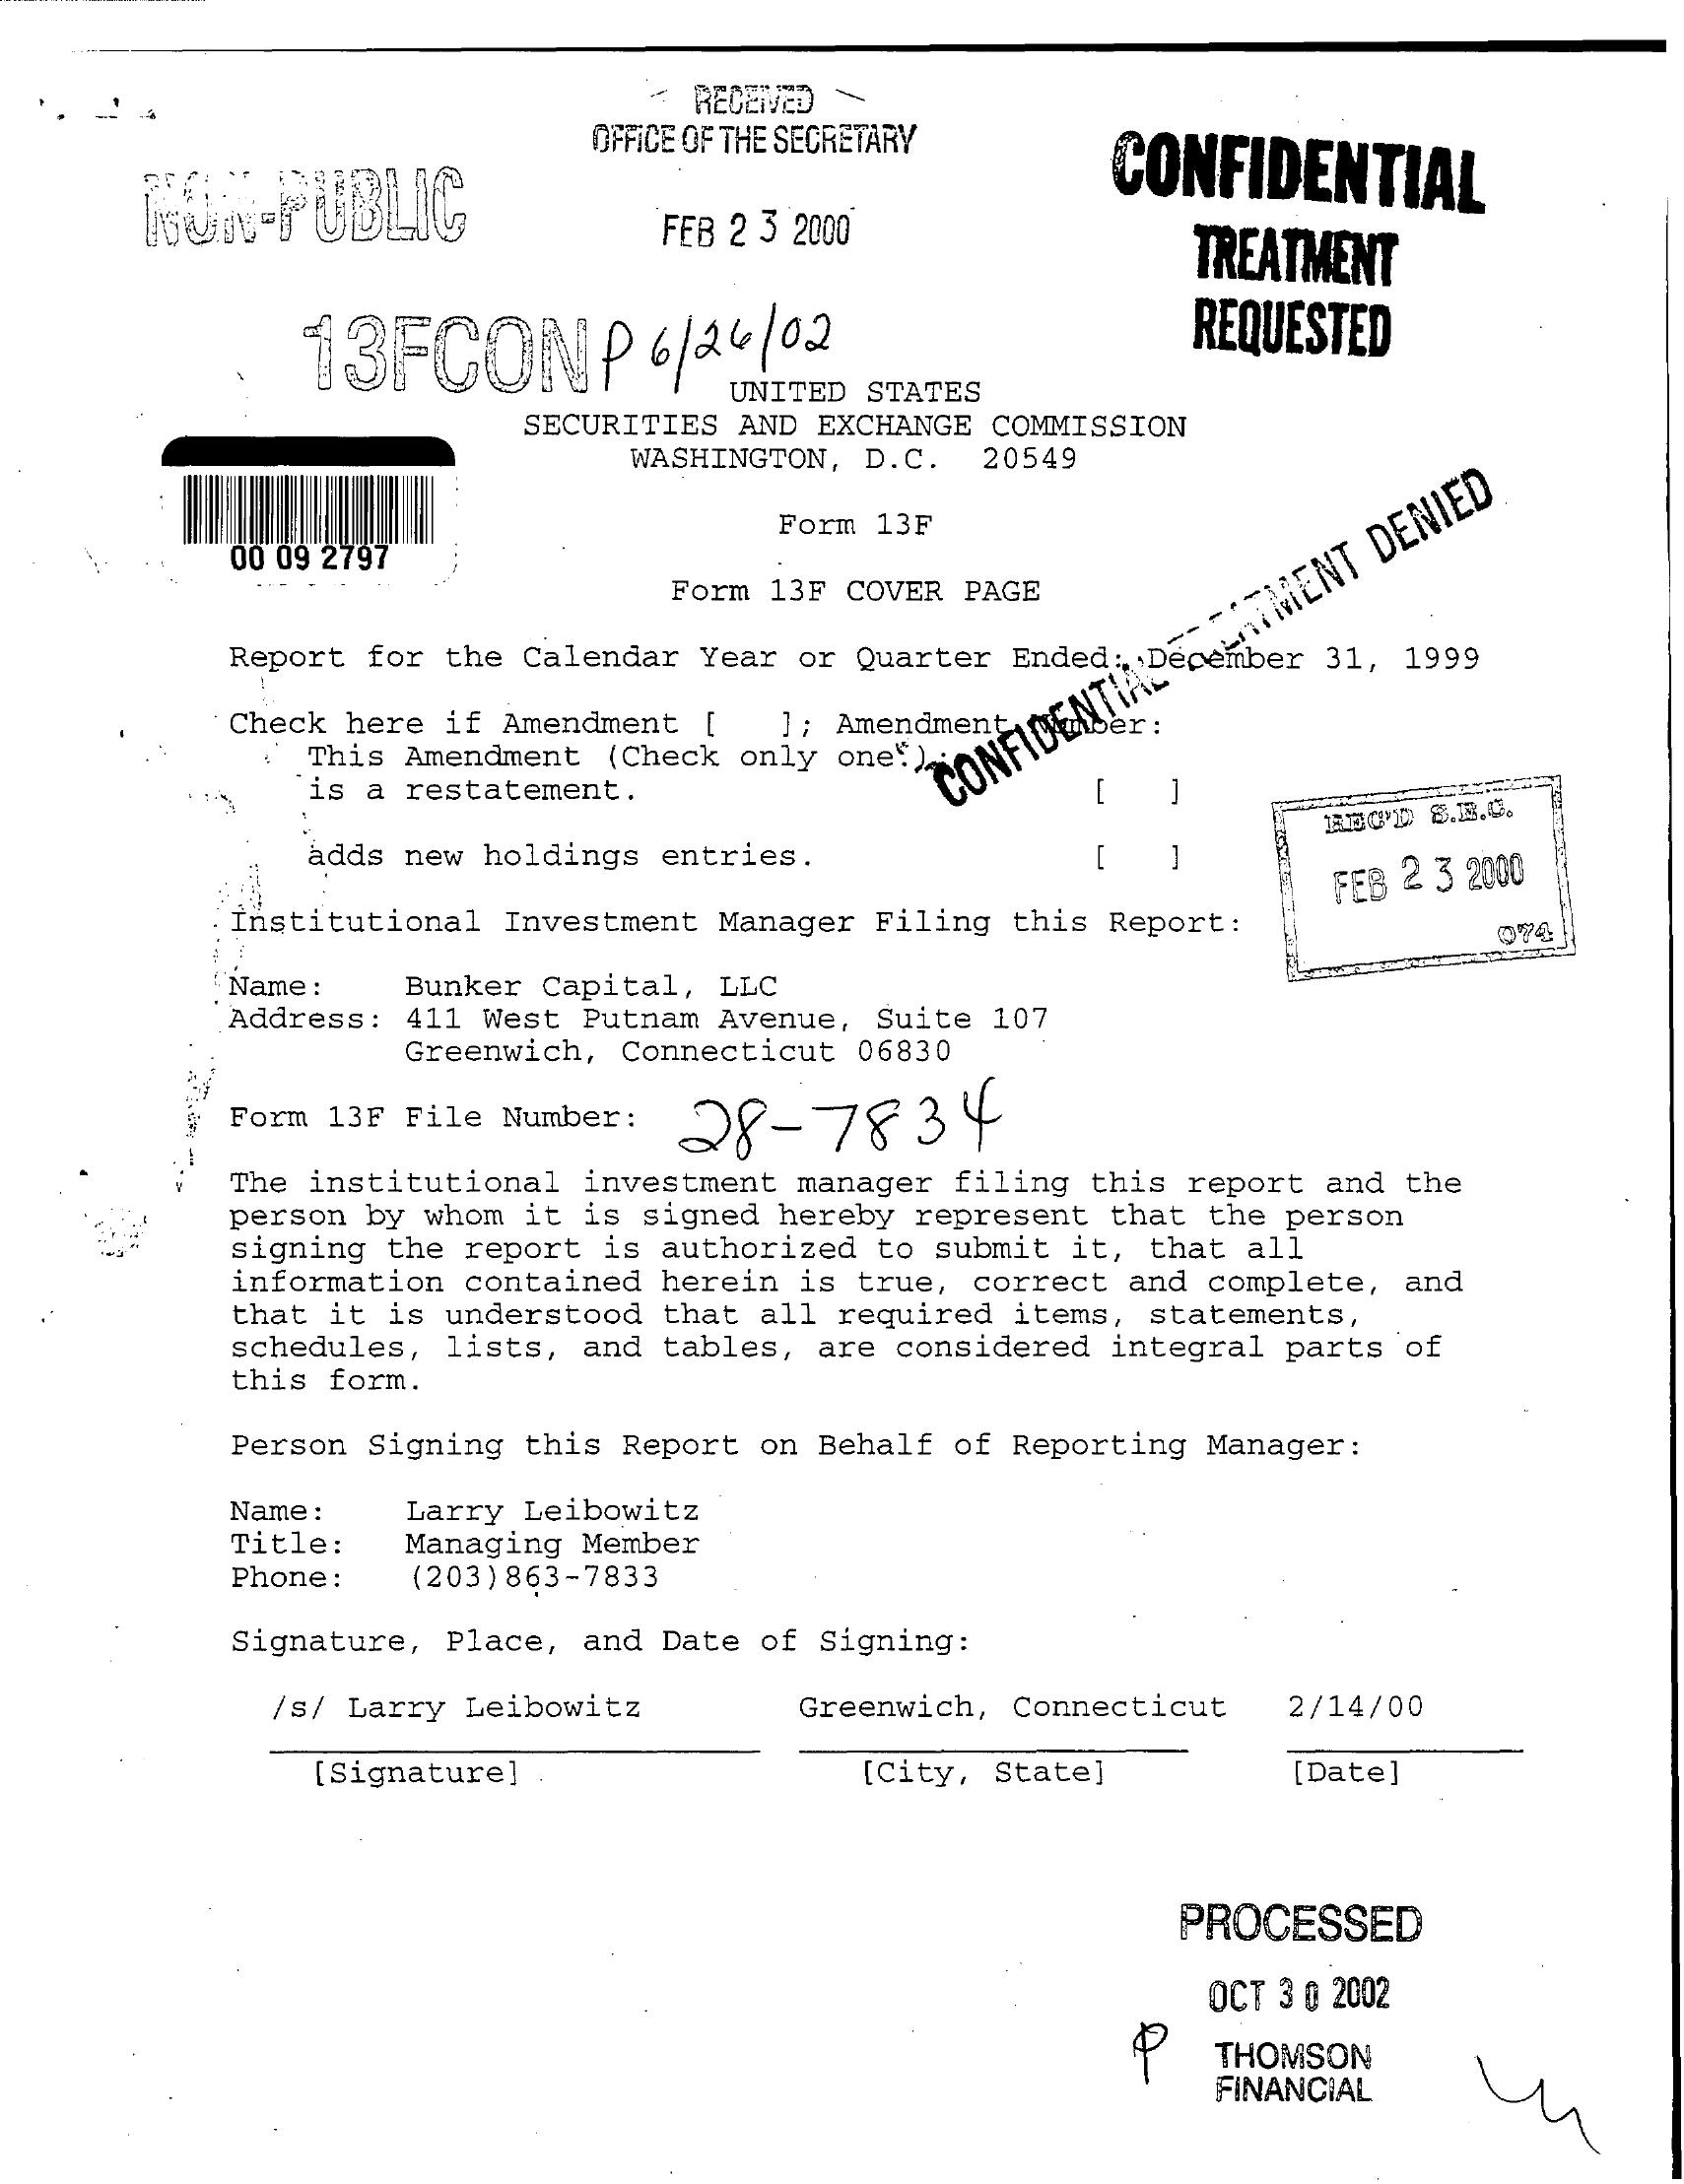 RECEIVED
OFFICE OF THE SECRETARY
NON-PUBLIC
FEB 23 2000
CONFIDENTIAL
TREATMENT
REQUESTED
13FCONP 6/26/02
UNITED STATES
SECURITIES AND EXCHANGE COMMISSION
WASHINGTON, D.C. 20549
00 09 2797
Form 13F
Form 13F COVER PAGE
CONFIDENTIAL TREATMENT DENIED
Report for the Calendar Year or Quarter Ended: December 31, 1999
Check here if Amendment [ ]; Amendment Number:
This Amendment (Check only one.):
is a restatement. [ ]
adds new holdings entries. [ ]
REC'D S.E.C.
FEB 23 2000
074
Institutional Investment Manager Filing this Report:
Name: Bunker Capital, LLC
Address: 411 West Putnam Avenue, Suite 107
Greenwich, Connecticut 06830
Form 13F File Number: 28-7834
The institutional investment manager filing this report and the
person by whom it is signed hereby represent that the person
signing the report is authorized to submit it, that all
information contained herein is true, correct and complete, and
that it is understood that all required items, statements,
schedules, lists, and tables, are considered integral parts of
this form.
Person Signing this Report on Behalf of Reporting Manager:
Name: Larry Leibowitz
Title: Managing Member
Phone: (203)863-7833
Signature, Place, and Date of Signing:
/s/ Larry Leibowitz Greenwich, Connecticut 2/14/00
[Signature] [City, State] [Date]
PROCESSED
OCT 30 2002
P THOMSON
FINANCIAL